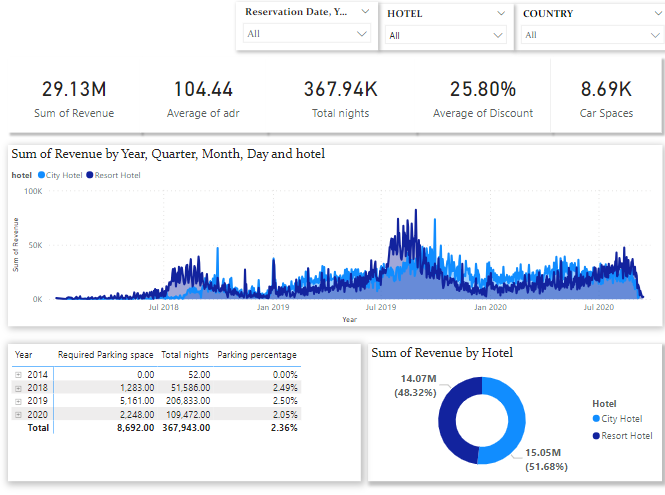 Reservation Date, Y... HOTEL COUNTRY
All All All
29.13M 104.44 367.94K 25.80% 8.69K
Sum of Revenue Average of adr Total nights Average of Discount Car Spaces
Sum of Revenue by Year, Quarter, Month, Day and hotel
hotel City Hotel Resort Hotel
100K
50K
0K
Sum of Revenue
Jul 2018 Jan 2019 Jul 2019 Jan 2020 Jul 2020
Year
Year Required Parking space Total nights Parking percentage
2014 0.00 52.00 0.00%
2018 1,283.00 51,586.00 2.49%
2019 5,161.00 206,833.00 2.50%
2020 2,248.00 109,472.00 2.05%
Total 8,692.00 367,943.00 2.36%
Sum of Revenue by Hotel
14.07M
(48.32%)
15.05M
(51.68%)
Hotel
City Hotel
Resort Hotel